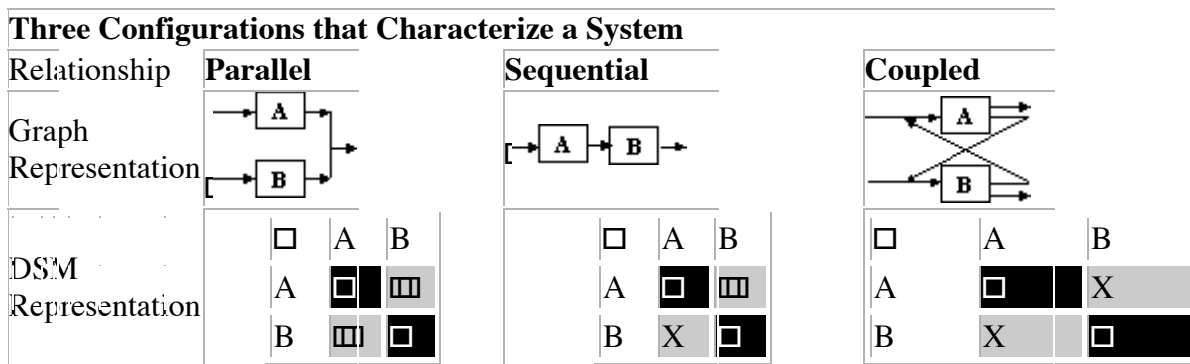 Three Configurations that Characterize a System
Relationship Parallel Sequential Coupled
Graph Representation
A
B
A B
A
B
DSM Representation
A B
A
B
A B
A
B X
A B
A X
B X